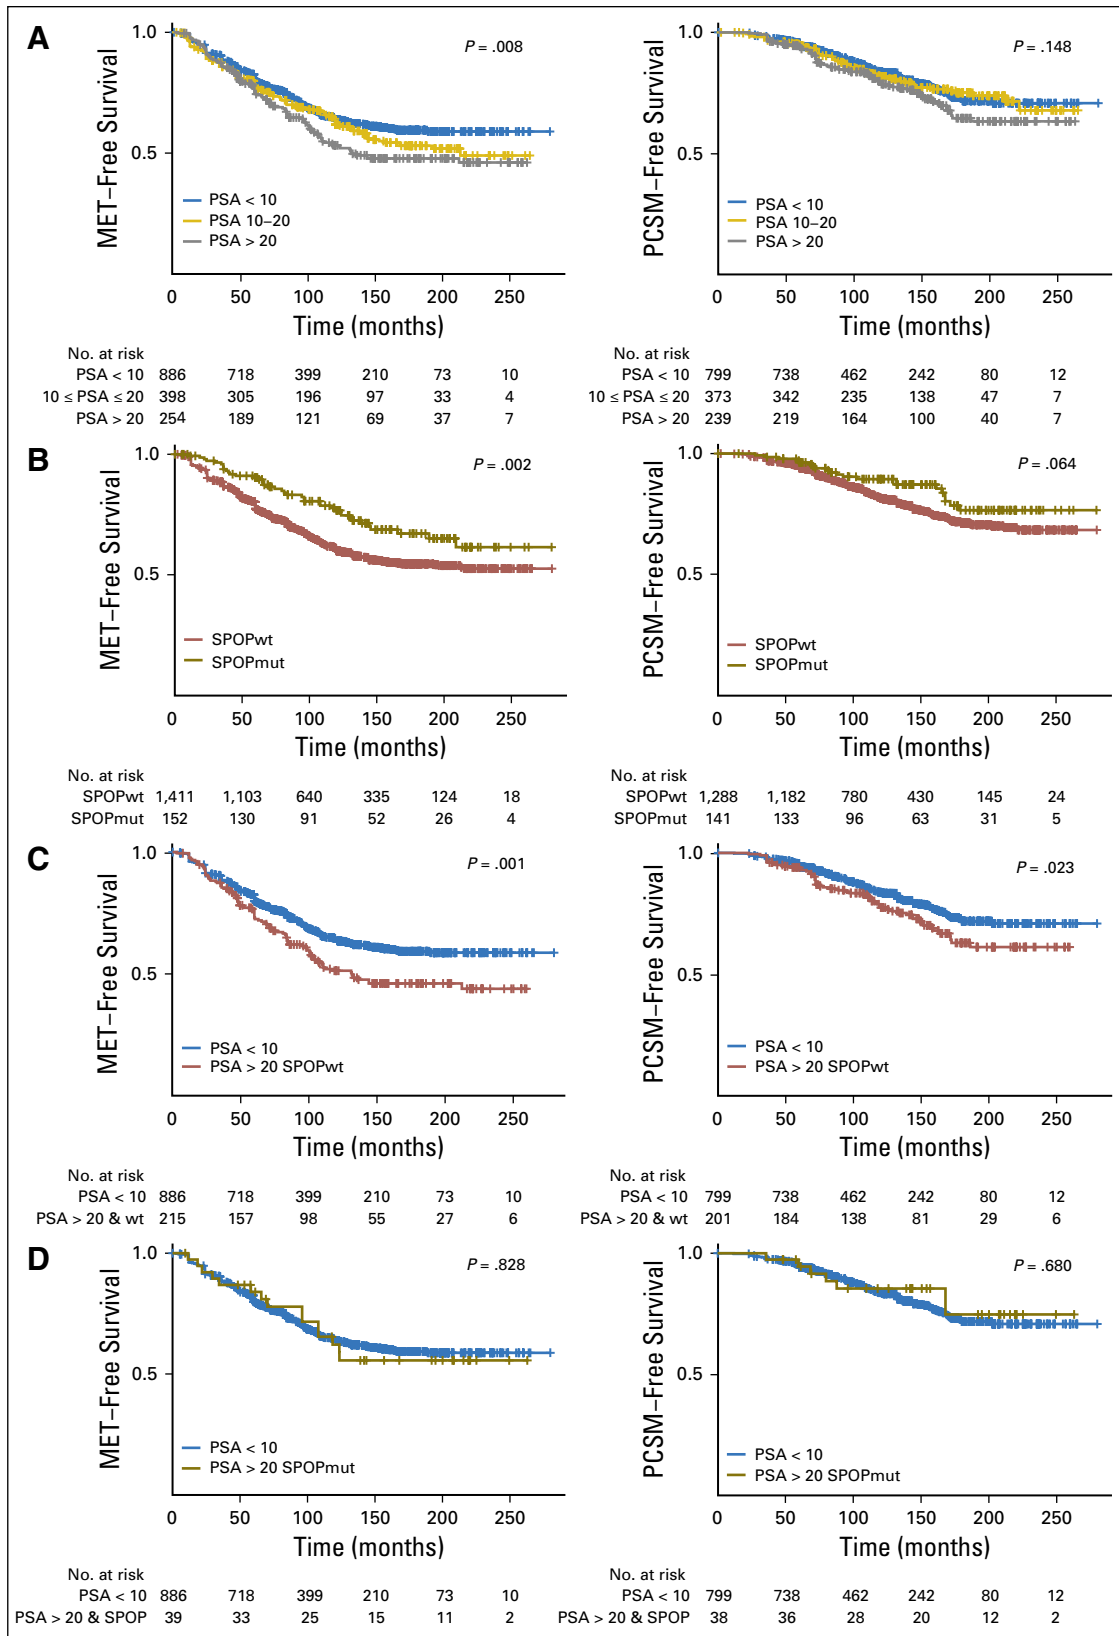 A
MET–Free Survival
1.0
0.5
P = .008
PSA < 10
PSA 10–20
PSA > 20
0 50 100 150 200 250
Time (months)
No. at risk
PSA < 10 886 718 399 210 73 10
10 ≤ PSA ≤ 20 398 305 196 97 33 4
PSA > 20 254 189 121 69 37 7
PCSM–Free Survival
1.0
0.5
P = .148
PSA < 10
PSA 10–20
PSA > 20
0 50 100 150 200 250
Time (months)
No. at risk
PSA < 10 799 738 462 242 80 12
10 ≤ PSA ≤ 20 373 342 235 138 47 7
PSA > 20 239 219 164 100 40 7
B
MET–Free Survival
1.0
0.5
P = .002
SPOPwt
SPOPmut
0 50 100 150 200 250
Time (months)
No. at risk
SPOPwt 1,411 1,103 640 335 124 18
SPOPmut 152 130 91 52 26 4
PCSM–Free Survival
1.0
0.5
P = .064
SPOPwt
SPOPmut
0 50 100 150 200 250
Time (months)
No. at risk
SPOPwt 1,288 1,182 780 430 145 24
SPOPmut 141 133 96 63 31 5
C
MET–Free Survival
1.0
0.5
P = .001
PSA < 10
PSA > 20 SPOPwt
0 50 100 150 200 250
Time (months)
No. at risk
PSA < 10 886 718 399 210 73 10
PSA > 20 & wt 215 157 98 55 27 6
PCSM–Free Survival
1.0
0.5
P = .023
PSA < 10
PSA > 20 SPOPwt
0 50 100 150 200 250
Time (months)
No. at risk
PSA < 10 799 738 462 242 80 12
PSA > 20 & wt 201 184 138 81 29 6
D
MET–Free Survival
1.0
0.5
P = .828
PSA < 10
PSA > 20 SPOPmut
0 50 100 150 200 250
Time (months)
No. at risk
PSA < 10 886 718 399 210 73 10
PSA > 20 & SPOP 39 33 25 15 11 2
PCSM–Free Survival
1.0
0.5
P = .680
PSA < 10
PSA > 20 SPOPmut
0 50 100 150 200 250
Time (months)
No. at risk
PSA < 10 799 738 462 242 80 12
PSA > 20 & SPOP 38 36 28 20 12 2